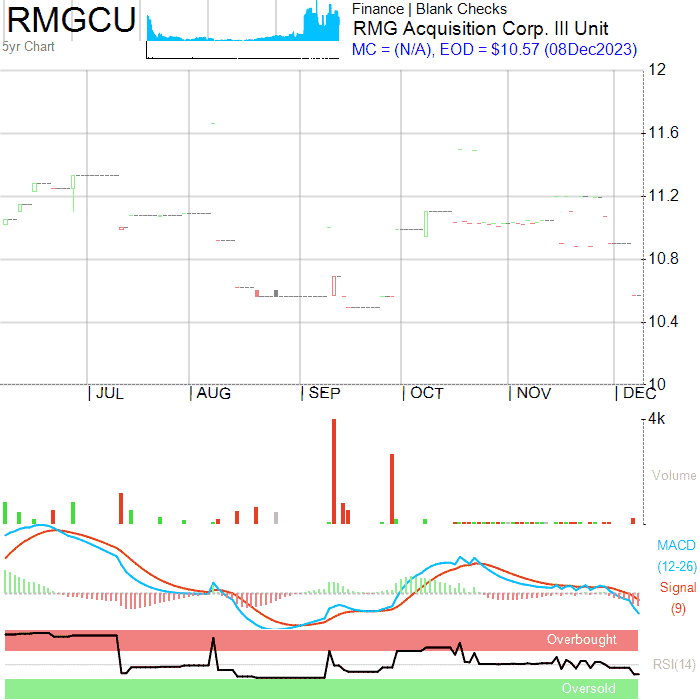 RMGCU
5yr Chart
Finance | Blank Checks
RMG Acquisition Corp. III Unit
MC = (N/A), EOD = $10.57 (08Dec2023)
12
11.6
11.2
10.8
10.4
10
JUL
AUG
SEP
OCT
NOV
DEC
4k
Volume
MACD
(12-26)
Signal
(9)
Overbought
RSI(14)
Oversold